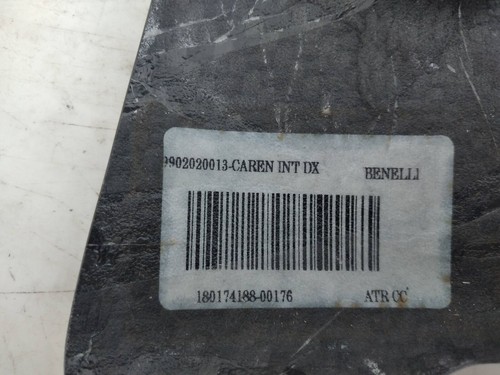 9902020013-CAREN INT DX BENELLI
180174188-00176 ATR CC